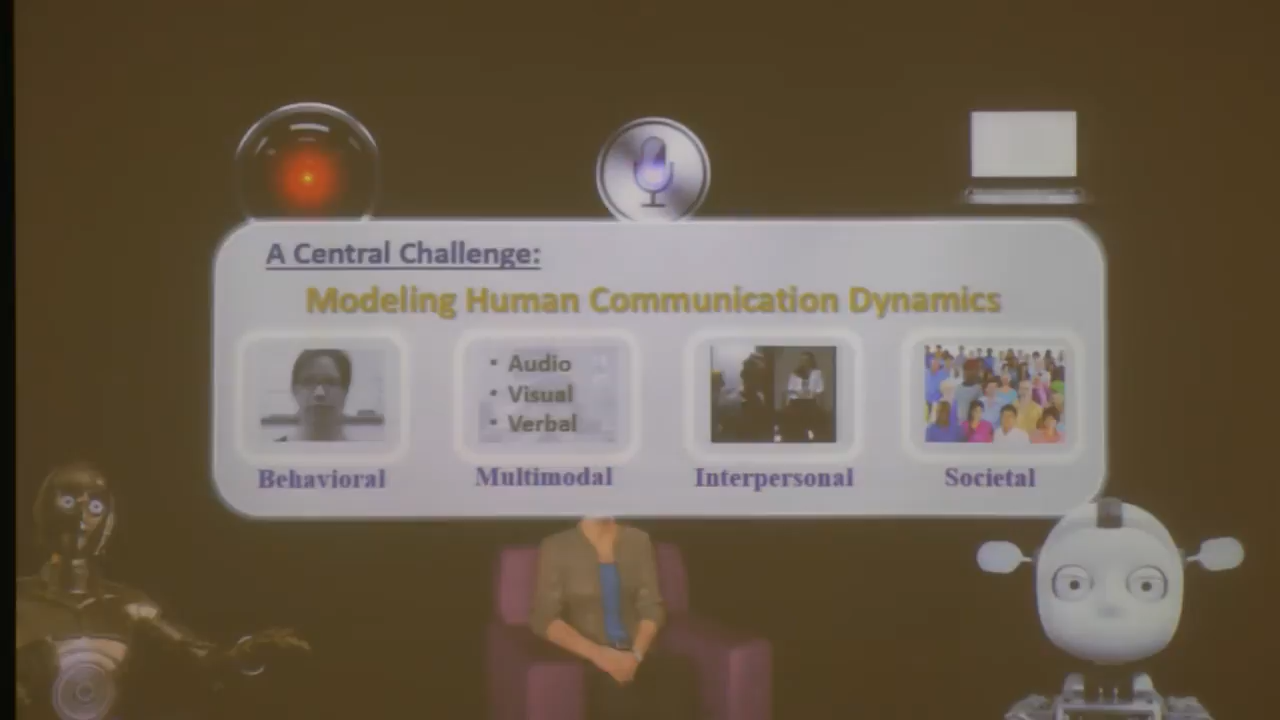 A Central Challenge:
Modeling Human Communication Dynamics
• Audio
• Visual
• Verbal
Behavioral
Multimodal
Interpersonal
Societal